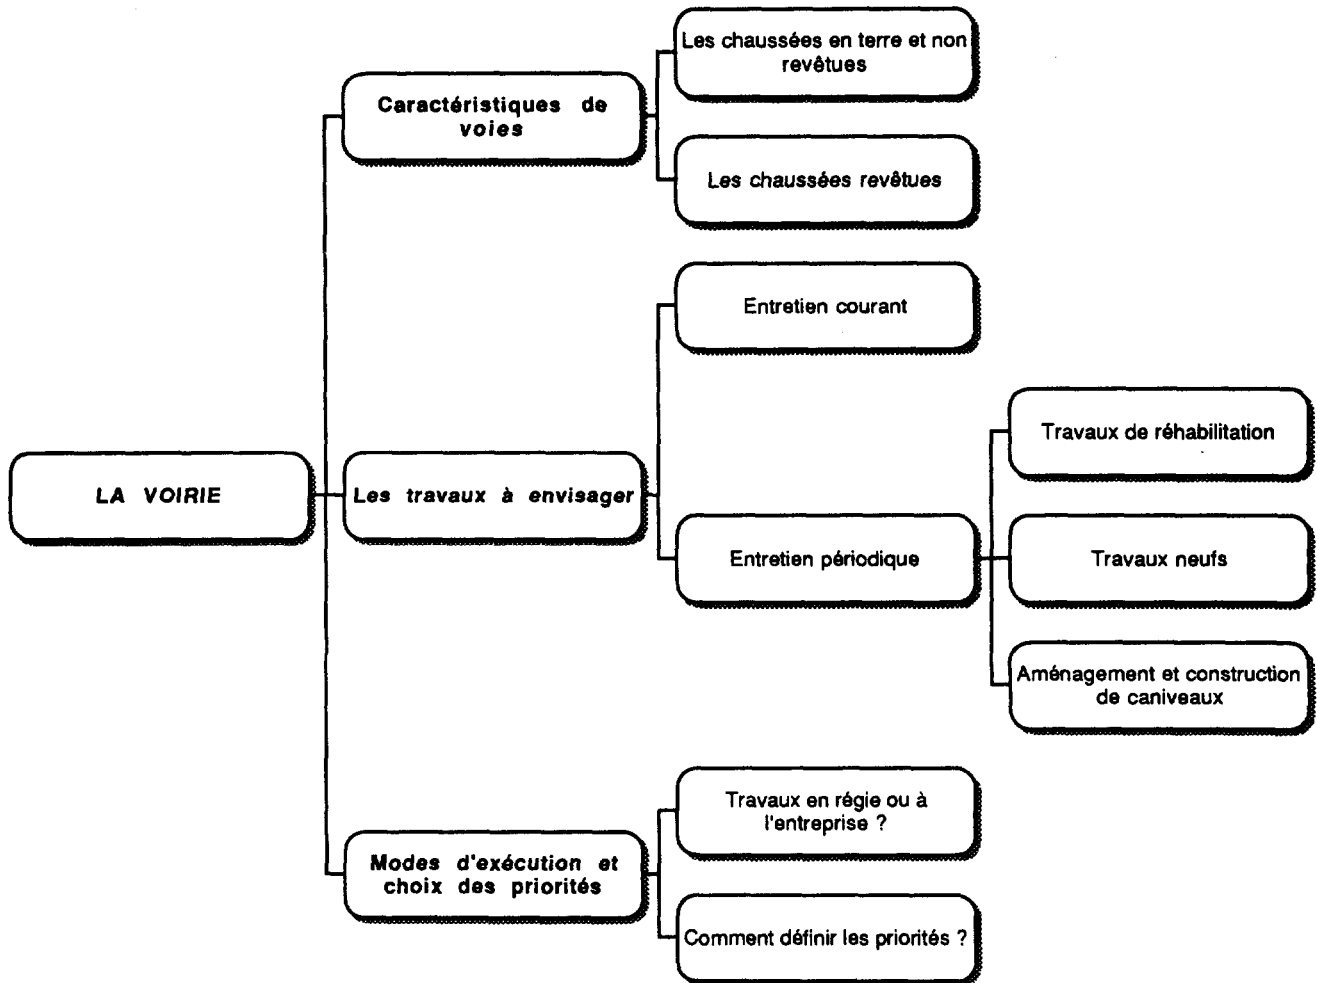 Les chaussées en terre et non
revêtues
Caractéristiques de
voies
Les chaussées revêtues
Entretien courant
Travaux de réhabilitation
LA VOIRIE
Les travaux à envisager
Entretien périodique
Travaux neufs
Aménagement et construction
de caniveaux
Travaux en régie ou à
l'entreprise ?
Modes d'exécution et
choix des priorités
Comment définir les priorités ?